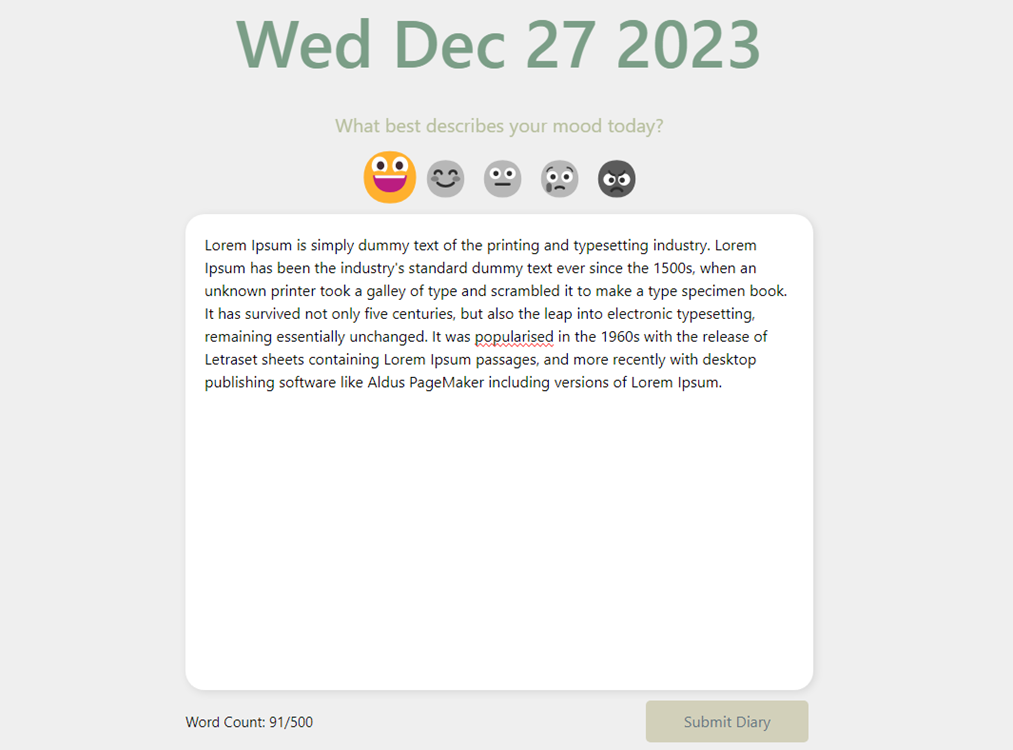 Wed Dec 27 2023
What best describes your mood today?
Lorem Ipsum is simply dummy text of the printing and typesetting industry. Lorem
Ipsum has been the industry's standard dummy text ever since the 1500s, when an
unknown printer took a galley of type and scrambled it to make a type specimen book.
It has survived not only five centuries, but also the leap into electronic typesetting,
remaining essentially unchanged. It was popularised in the 1960s with the release of
Letraset sheets containing Lorem Ipsum passages, and more recently with desktop
publishing software like Aldus PageMaker including versions of Lorem Ipsum.
Word Count: 91/500
Submit Diary